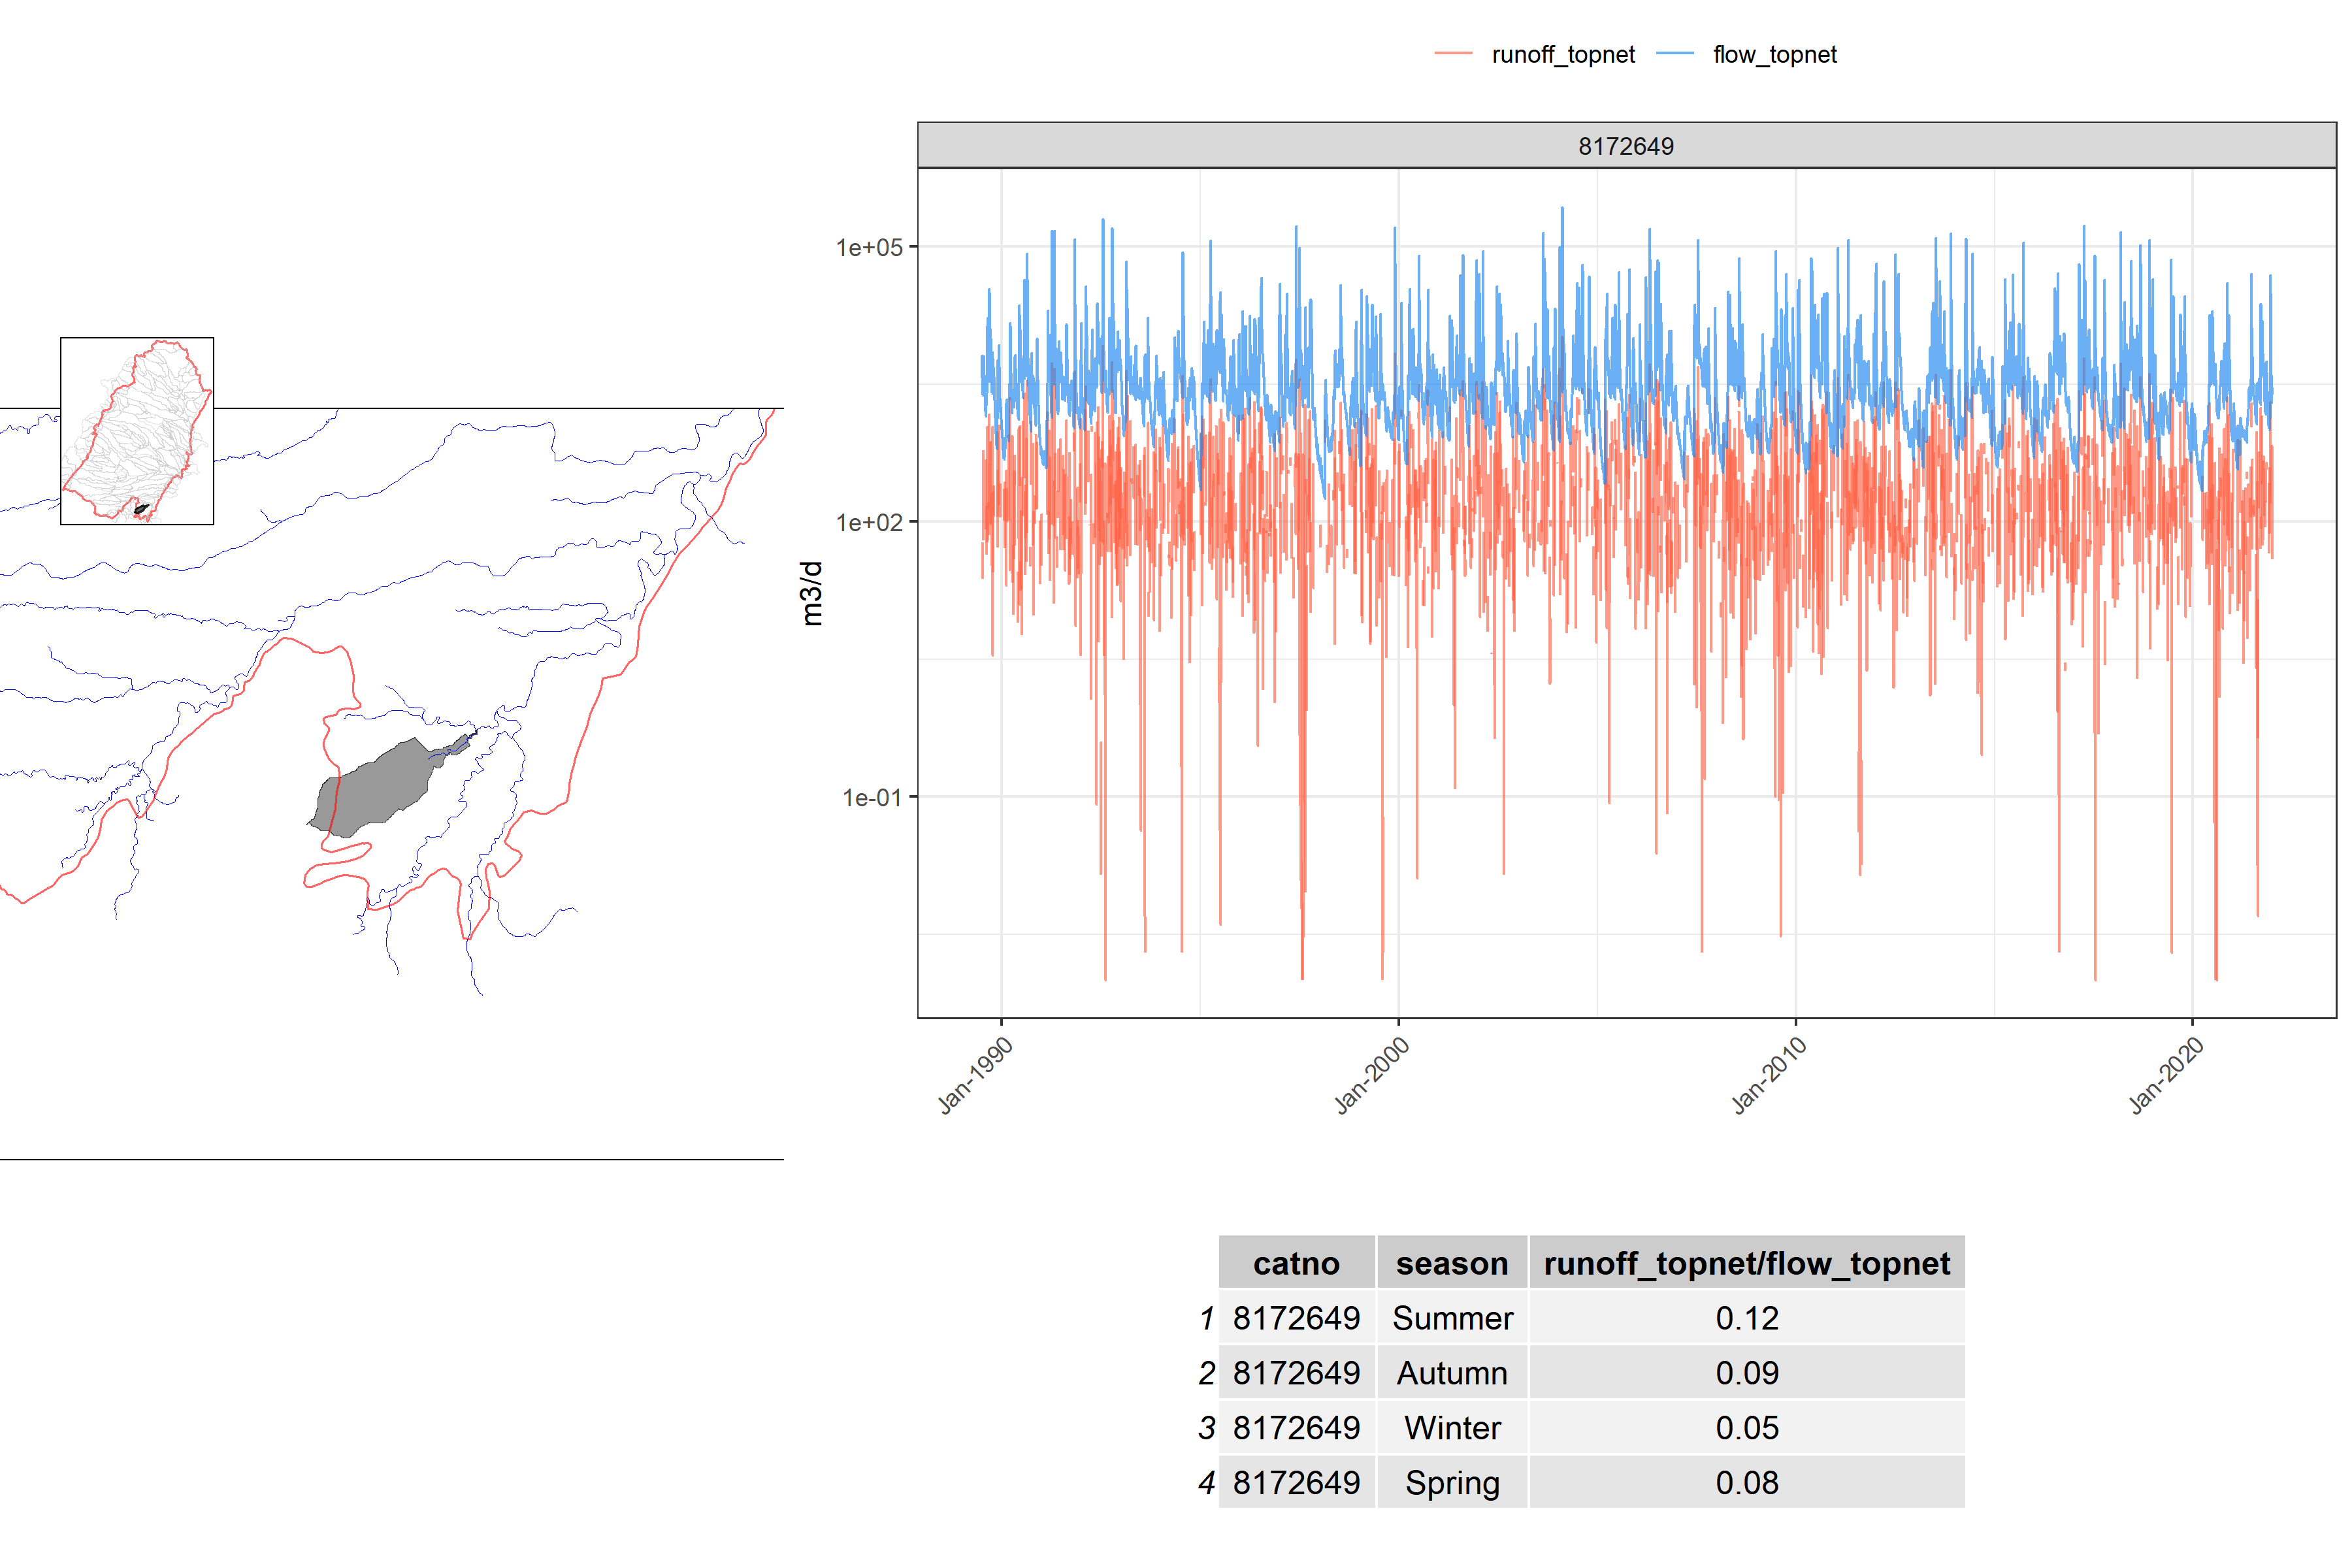 runoff_topnet flow_topnet
8172649
1e+05
1e+02
1e-01
m3/d
Jan-1990 Jan-2000 Jan-2010 Jan-2020
catno season runoff_topnet/flow_topnet
1 8172649 Summer 0.12
2 8172649 Autumn 0.09
3 8172649 Winter 0.05
4 8172649 Spring 0.08